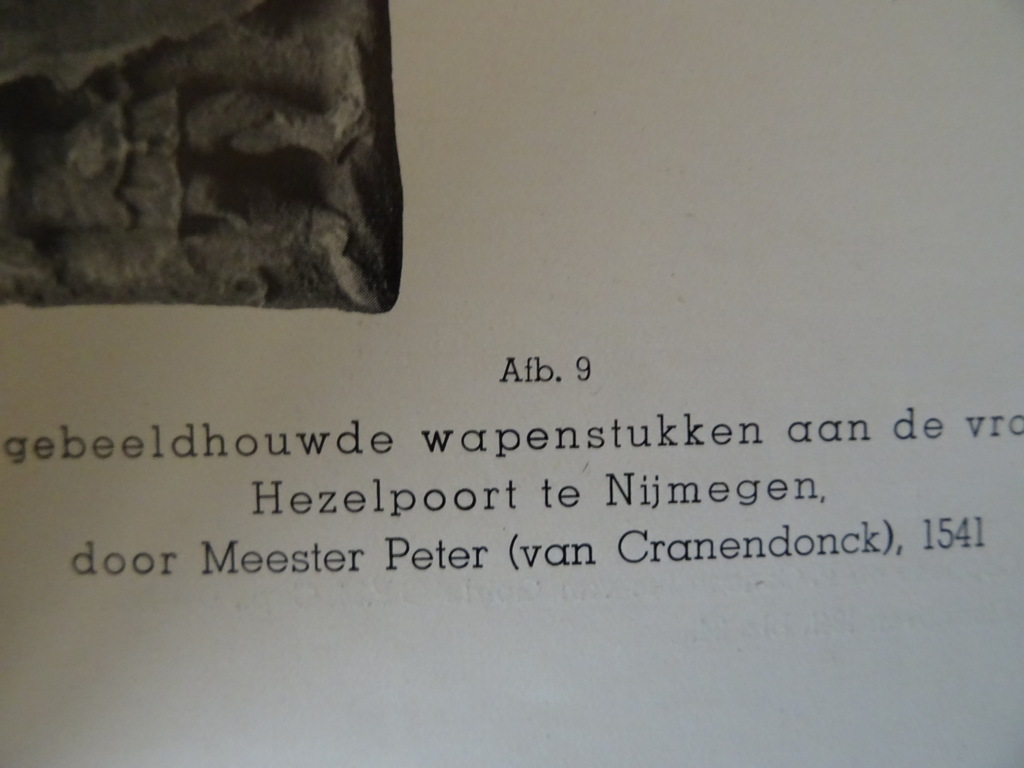 Afb. 9
gebeeldhouwde wapenstukken aan de
Hezelpoort te Nijmegen,
door Meester Peter (van Cranendonck), 1541